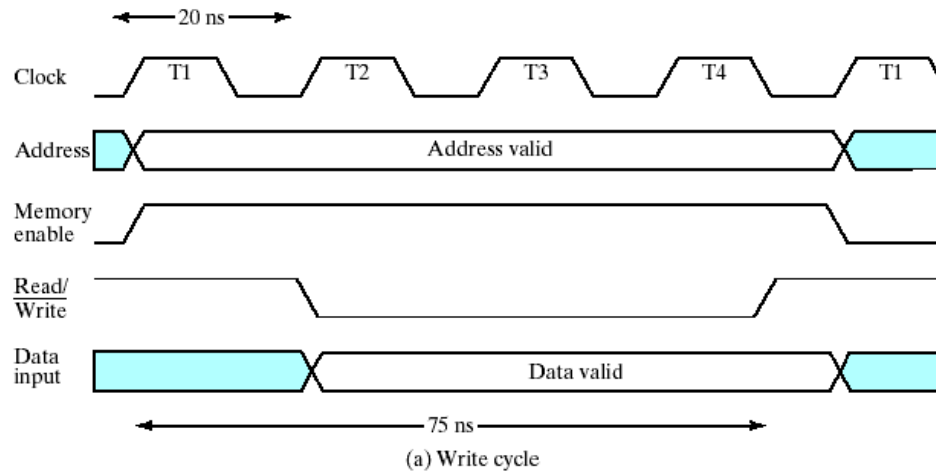 20 ns
Clock
T1 T2 T3 T4 T1
Address
Address valid
Memory
enable
Read/
Write
Data
input
Data valid
75 ns
(a) Write cycle